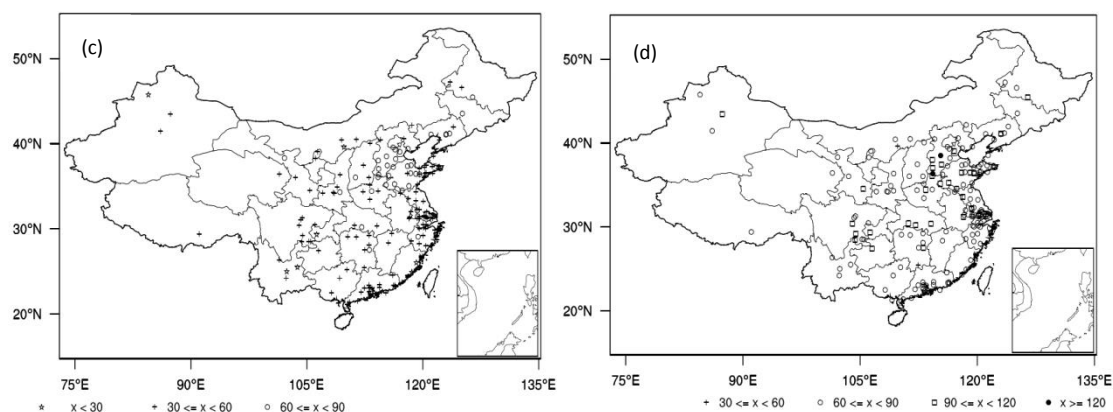 (c)
50°N
40°N
30°N
20°N
75°E 90°E 105°E 120°E 135°E
x < 30 30 <= x < 60 60 <= x < 90
(d)
50°N
40°N
30°N
20°N
75°E 90°E 105°E 120°E 135°E
30 <= x < 60 60 <= x < 90 90 <= x < 120 x >= 120